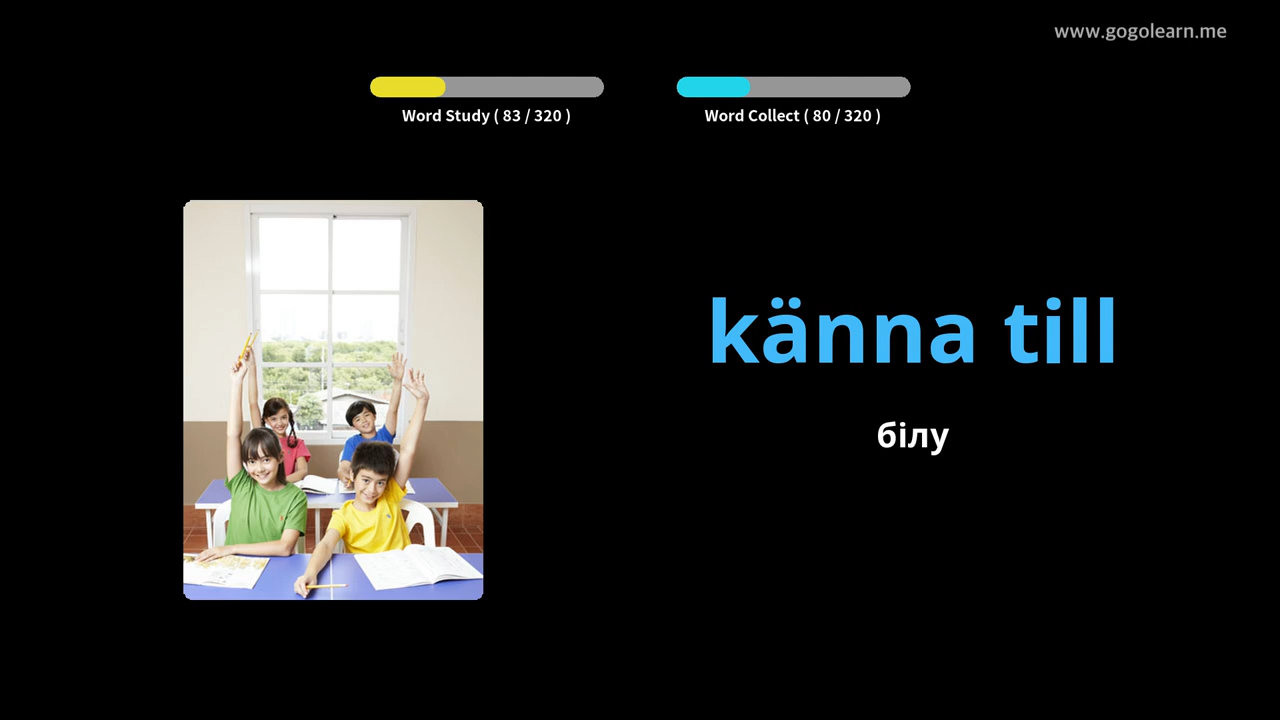 www.gogolearn.me
Word Study ( 83 / 320 )
Word Collect ( 80 / 320 )
känna till
білу